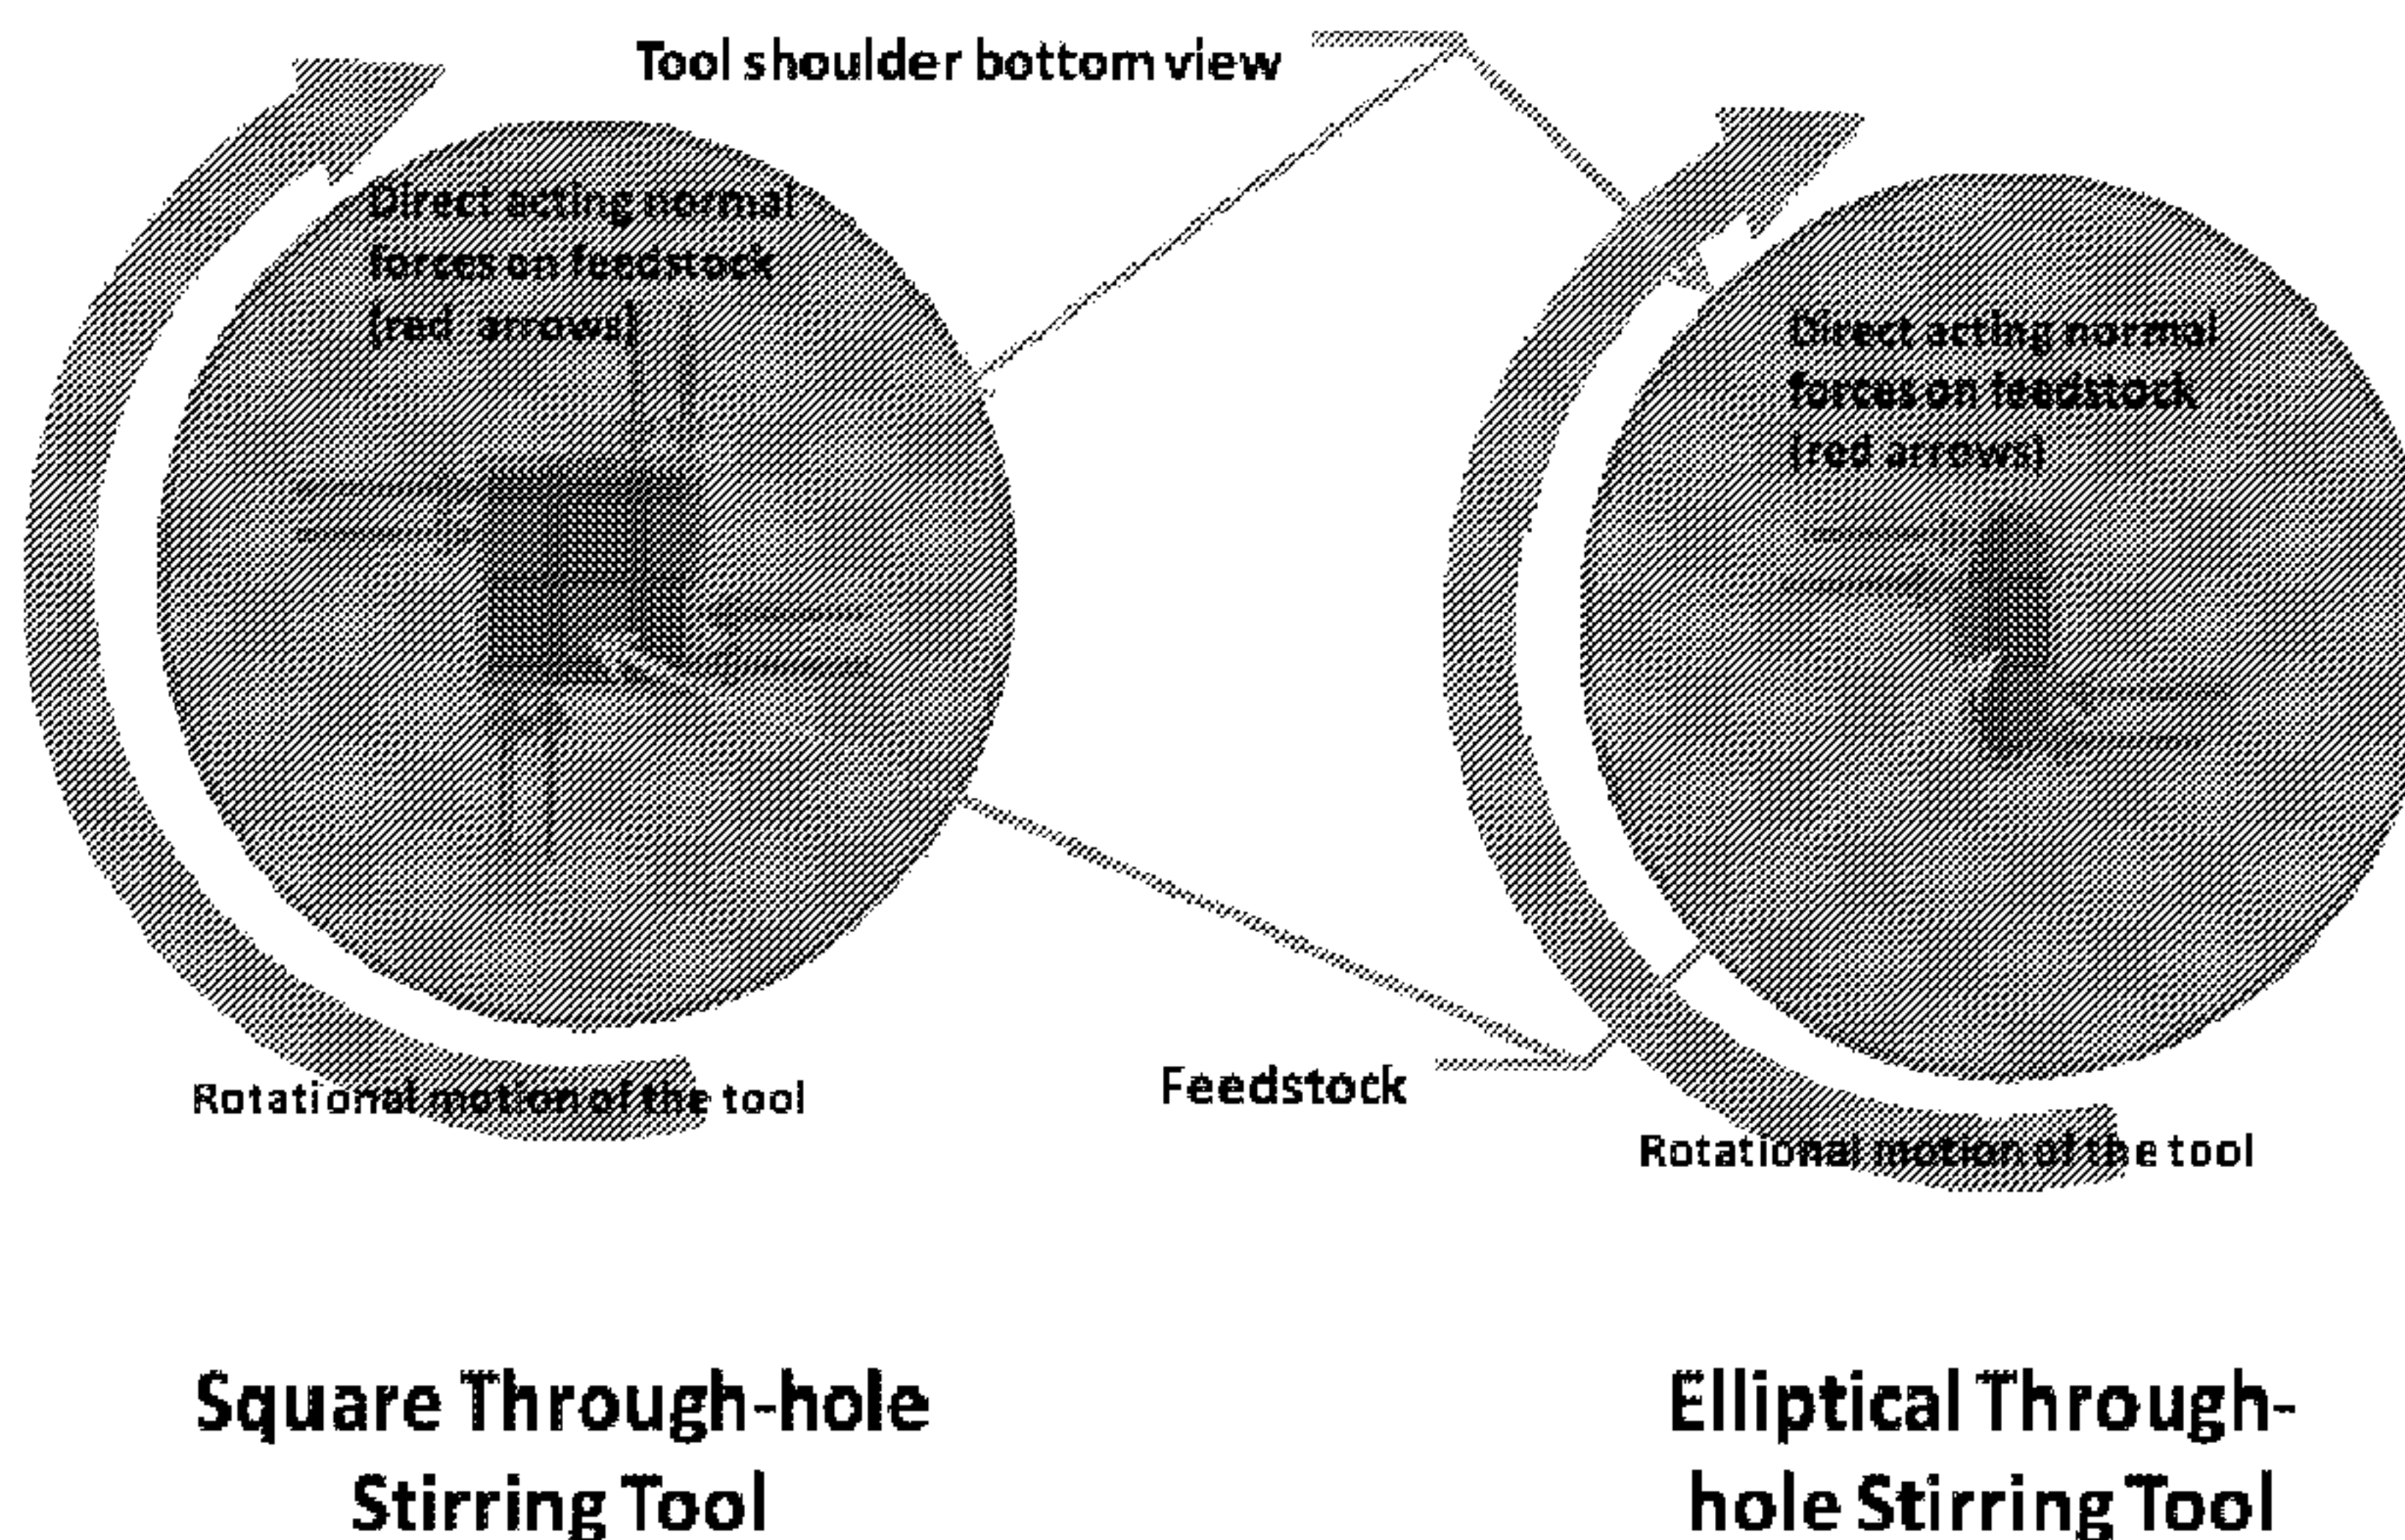 Tool shoulder bottom view
Direct acting normal
forces on feedstock
(red arrows)
Direct acting normal
forces on feedstock
(red arrows)
Rotational motion of the tool
Feedstock
Rotational motion of the tool
Square Through-hole
Stirring Tool
Elliptical Through-
hole Stirring Tool